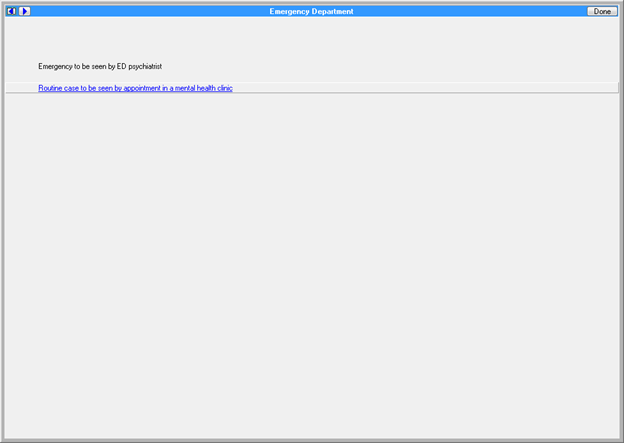 Emergency Department
Done
Emergency to be seen by ED psychiatrist
Routine case to be seen by appointment in a mental health clinic